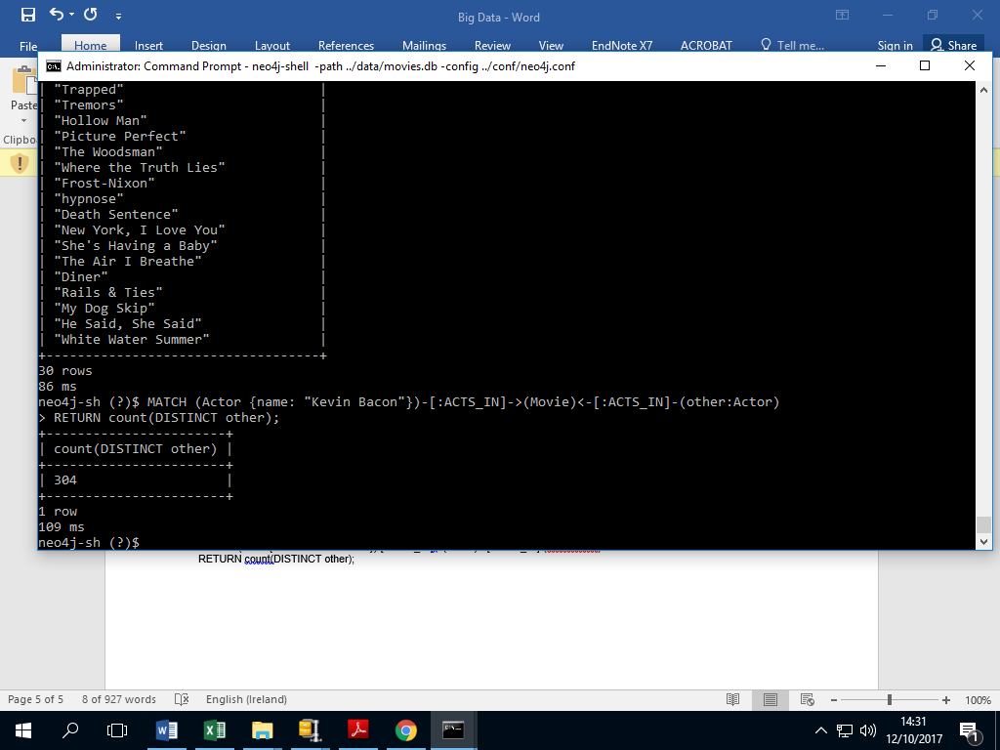 Big Data - Word
File Home Insert Design Layout References Mailings Review View EndNote X7 ACROBAT Tell me... Sign in Share
Administrator: Command Prompt - neo4j-shell -path ../data/movies.db -config ../conf/neo4j.conf
Paste
Clipbo
| "Trapped" |
| "Tremors" |
| "Hollow Man" |
| "Picture Perfect" |
| "The Woodsman" |
| "Where the Truth Lies" |
| "Frost-Nixon" |
| "hypnose" |
| "Death Sentence" |
| "New York, I Love You" |
| "She's Having a Baby" |
| "The Air I Breathe" |
| "Diner" |
| "Rails & Ties" |
| "My Dog Skip" |
| "He Said, She Said" |
| "White Water Summer" |
+-----------------------------------+
30 rows
86 ms
neo4j-sh (?)$ MATCH (Actor {name: "Kevin Bacon"})-[:ACTS_IN]->(Movie)<-[:ACTS_IN]-(other:Actor)
> RETURN count(DISTINCT other);
+-----------------------+
| count(DISTINCT other) |
+-----------------------+
| 304 |
+-----------------------+
1 row
109 ms
neo4j-sh (?)$
RETURN count(DISTINCT other);
Page 5 of 5 8 of 927 words English (Ireland) 100%
14:31
12/10/2017
1